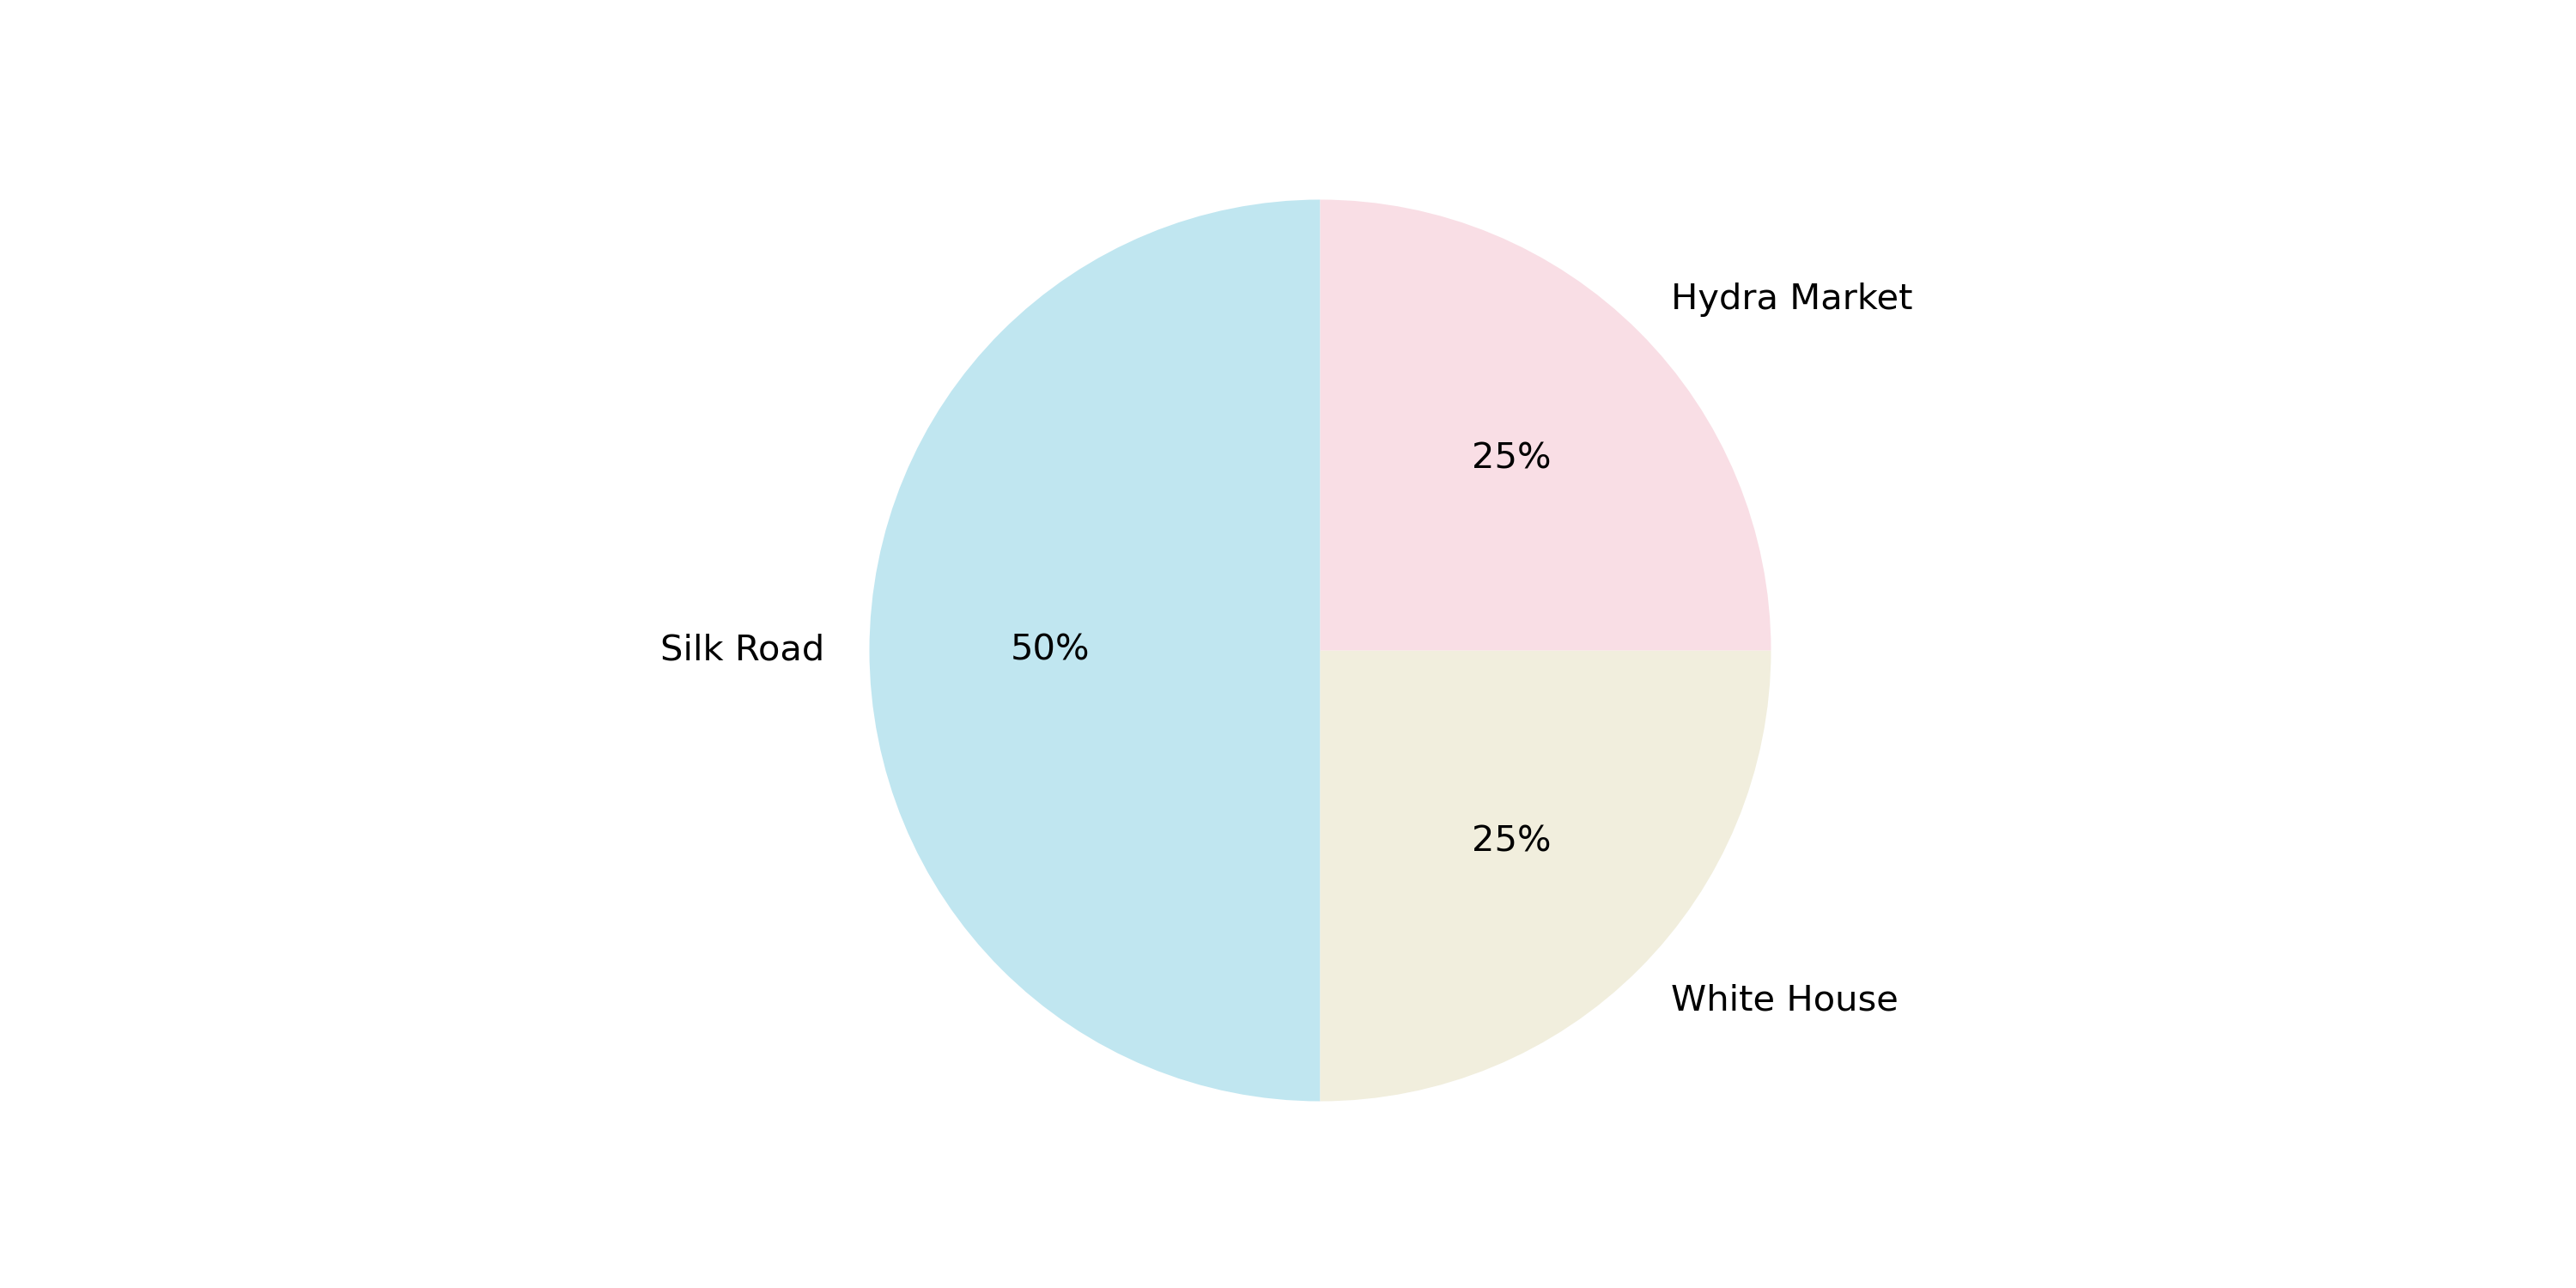 Hydra Market
25%
Silk Road
50%
25%
White House